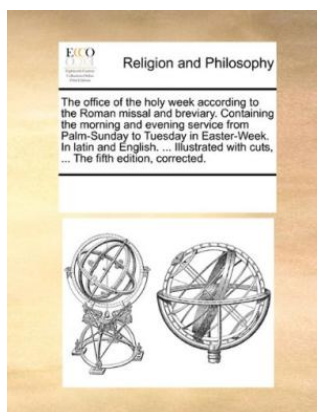 ECCO
Religion and Philosophy
The office of the holy week according to
the Roman missal and breviary. Containing
the morning and evening service from
Palm-Sunday to Tuesday in Easter-Week.
In latin and English. ... Illustrated with cuts,
... The fifth edition, corrected.